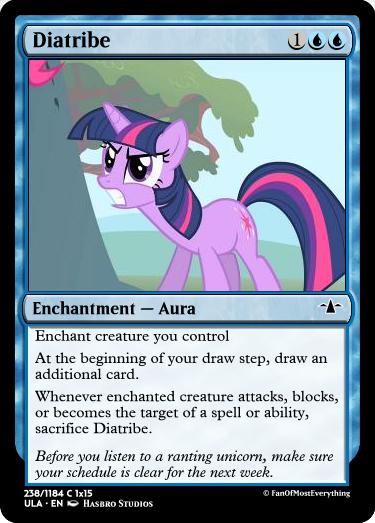 Diatribe 1
Enchantment — Aura
Enchant creature you control
At the beginning of your draw step, draw an
additional card.
Whenever enchanted creature attacks, blocks,
or becomes the target of a spell or ability,
sacrifice Diatribe.
Before you listen to a ranting unicorn, make sure
your schedule is clear for the next week.
238/1184 C 1x15
ULA · EN Hasbro Studios
© FanOfMostEverything